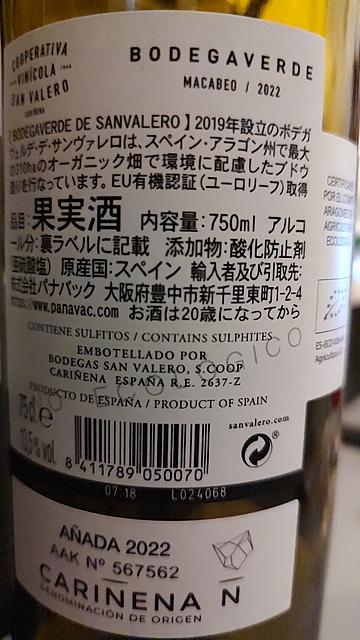 COOPERATIVA
VINÍCOLA
SAN VALERO
CARIÑENA
BODEGAVERDE
MACABEO / 2022
【BODEGAVERDE DE SANVALERO】2019年設立のボデガ
ヴェルデ・デ・サンヴァレロは、スペイン・アラゴン州で最大
の310haのオーガニック畑で環境に配慮したブドウ
造りを行なっています。EU有機認証(ユーロリーフ)取得
品目:果実酒 内容量:750ml アルコ
ール分:裏ラベルに記載 添加物:酸化防止剤
(亜硫酸塩) 原産国:スペイン 輸入者及び引取先:
株式会社パナバック 大阪府豊中市新千里東町1-2-4
https://www.panavac.com お酒は20歳になってから
CONTIENE SULFITOS / CONTAINS SULPHITES
ECOLÓGICO
EMBOTELLADO POR
BODEGAS SAN VALERO, S.COOP
CARIÑENA ESPAÑA R.E. 2637-Z
PRODUCTO DE ESPAÑA / PRODUCT OF SPAIN
75cl e
13,5% vol.
sanvalero.com
8 411789 050070
07:18 L024068
CERTIFICADO
POR EL COMITÉ
ARAGONÉS
AGRICULTURA
ECOLÓGICA
Agricultura
AÑADA 2022
AAK Nº 567562
CARIÑENA N
DENOMINACIÓN DE ORIGEN